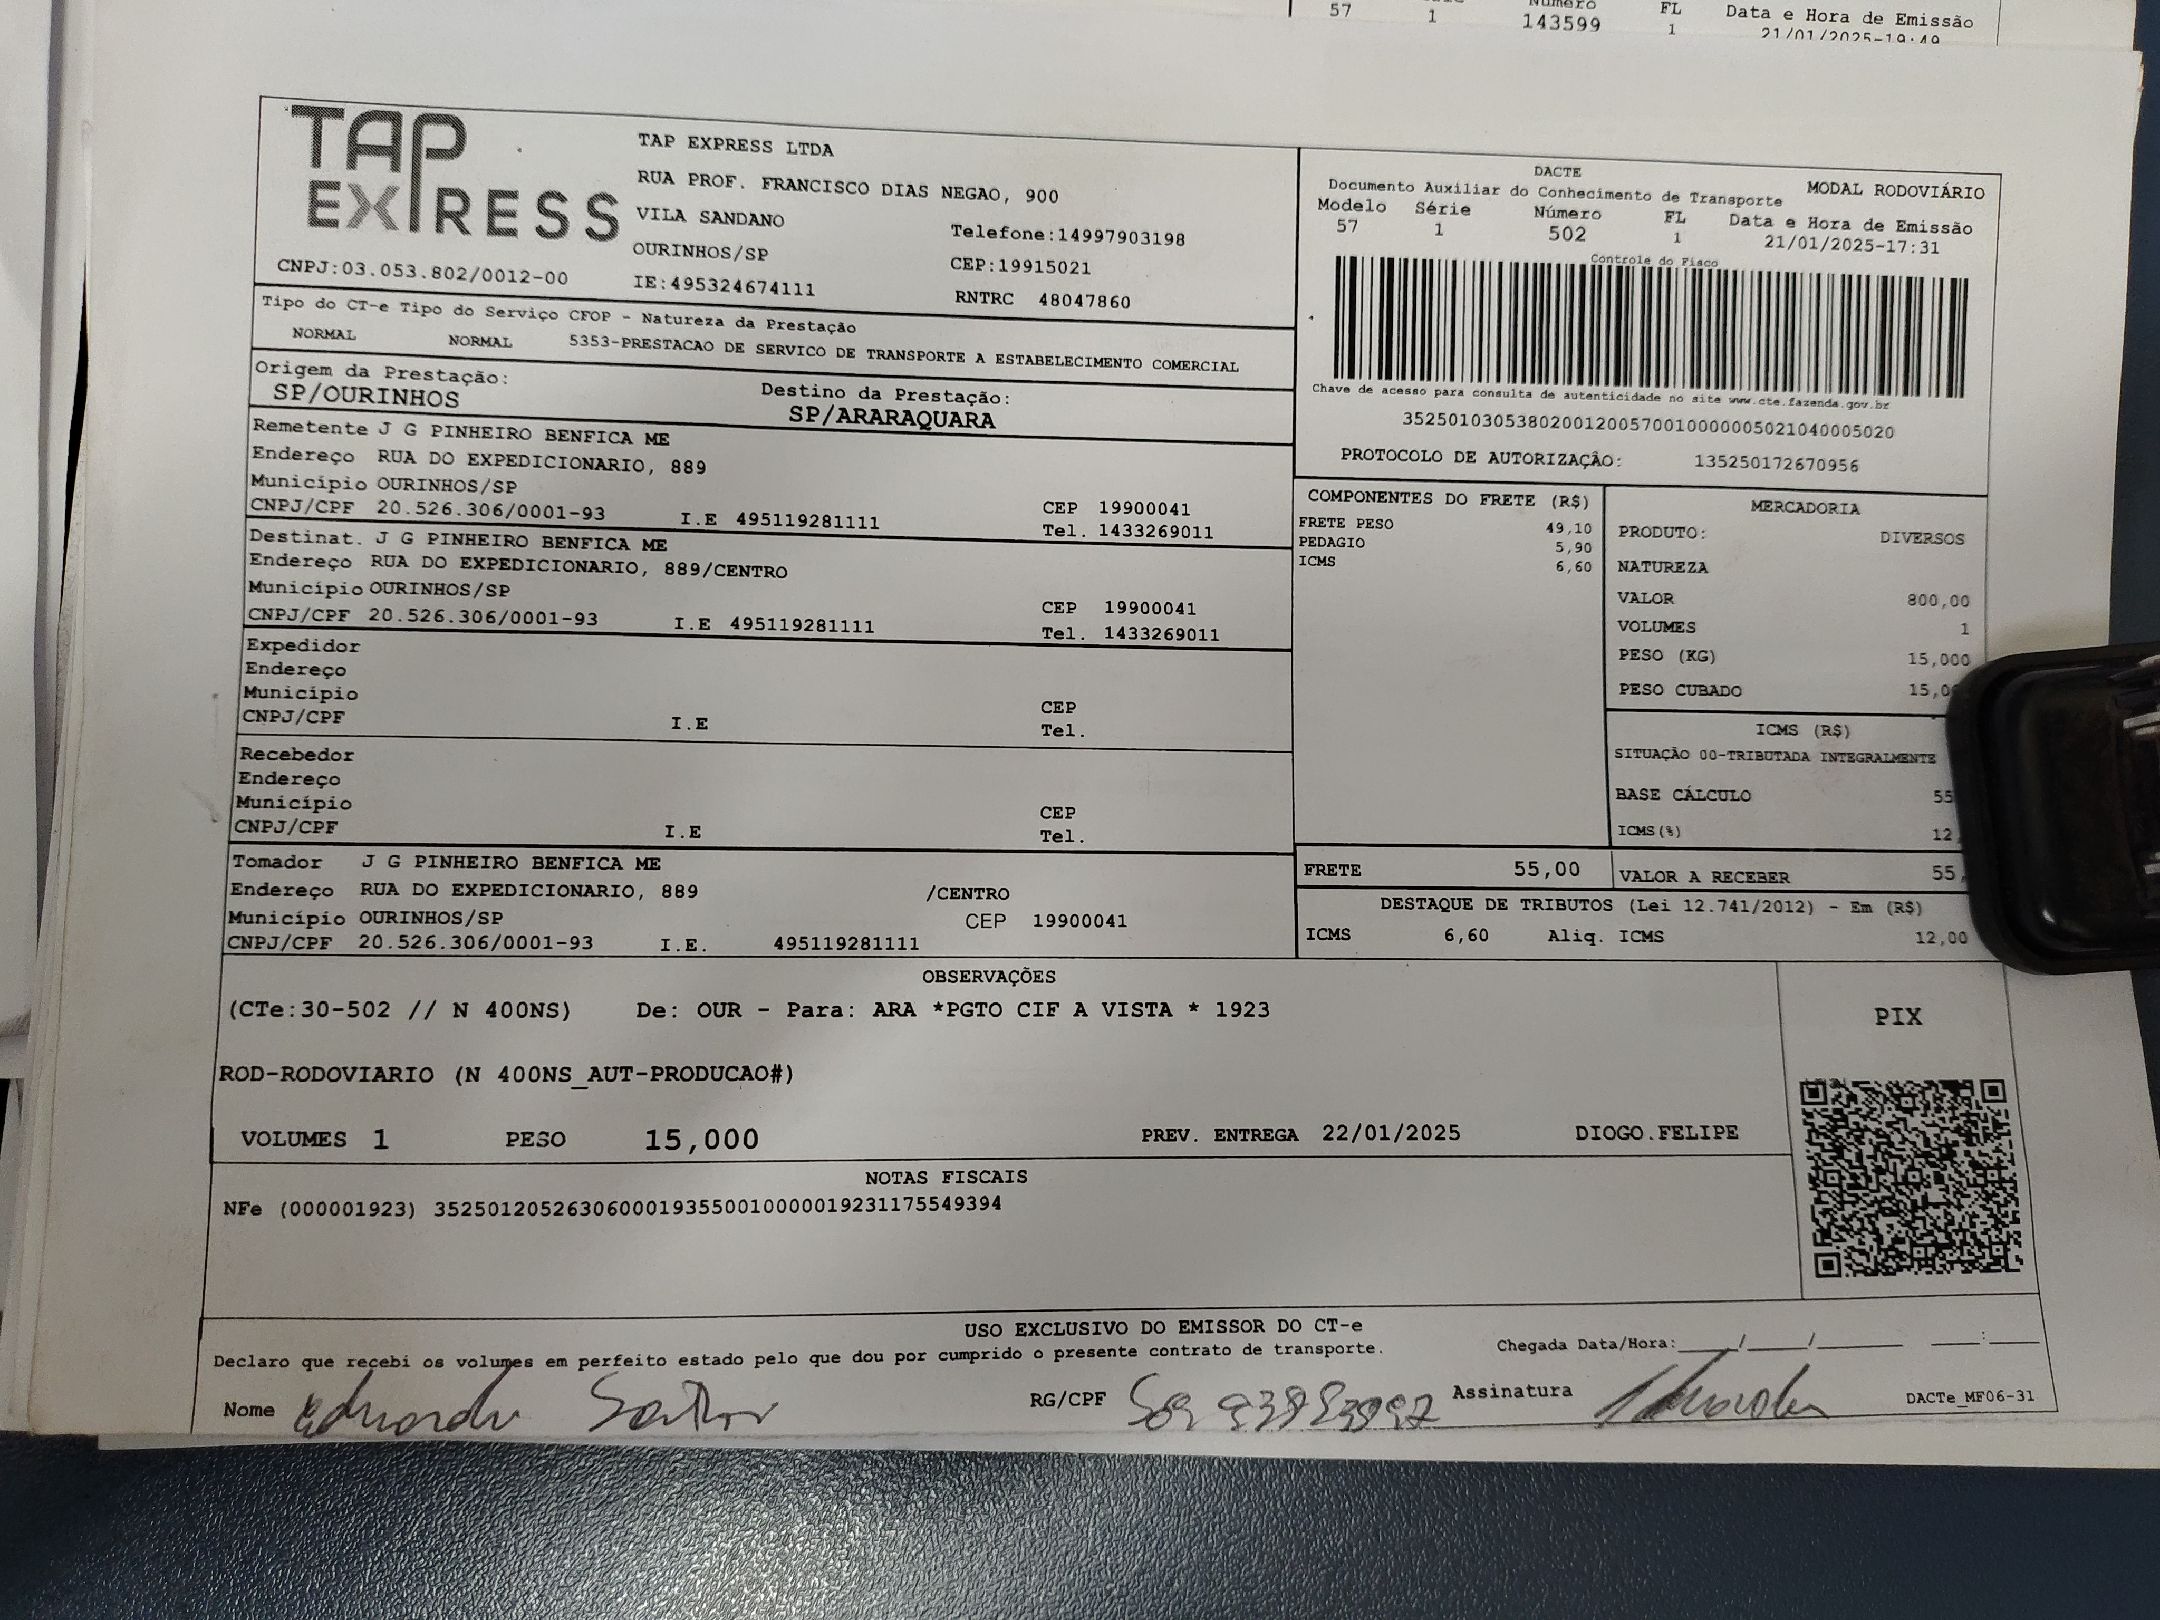 57 1 143599 1 Data e Hora de Emissão
FL
TAP
EXPRESS
CNPJ:03.053.802/0012-00
TAP EXPRESS LTDA
RUA PROF. FRANCISCO DIAS NEGAO, 900
VILA SANDANO
Telefone:14997903198
OURINHOS/SP
CEP:19915021
IE:495324674111
RNTRC 48047860
DACTE
MODAL RODOVIÁRIO
Documento Auxiliar do Conhecimento de Transporte
Modelo Série Número FL Data e Hora de Emissão
57 1 502 1 21/01/2025-17:31
Controle do Fisco
Chave de acesso para consulta de autenticidade no site www.cte.fazenda.gov.br
35250103053802001200570010000005021040005020
PROTOCOLO DE AUTORIZAÇÂO: 135250172670956
Tipo do CT-e Tipo do Serviço CFOP - Natureza da Prestação
NORMAL NORMAL 5353-PRESTACAO DE SERVICO DE TRANSPORTE A ESTABELECIMENTO COMERCIAL
Origem da Prestação: Destino da Prestação:
SP/OURINHOS SP/ARARAQUARA
Remetente J G PINHEIRO BENFICA ME
Endereço RUA DO EXPEDICIONARIO, 889
Município OURINHOS/SP CEP 19900041
CNPJ/CPF 20.526.306/0001-93 I.E 495119281111 Tel. 1433269011
Destinat. J G PINHEIRO BENFICA ME
Endereço RUA DO EXPEDICIONARIO, 889/CENTRO
Município OURINHOS/SP CEP 19900041
CNPJ/CPF 20.526.306/0001-93 I.E 495119281111 Tel. 1433269011
Expedidor
Endereço
Município CEP
CNPJ/CPF I.E Tel.
Recebedor
Endereço
Município CEP
CNPJ/CPF I.E Tel.
Tomador J G PINHEIRO BENFICA ME
Endereço RUA DO EXPEDICIONARIO, 889 /CENTRO
Município OURINHOS/SP CEP 19900041
CNPJ/CPF 20.526.306/0001-93 I.E. 495119281111
COMPONENTES DO FRETE (R$)
FRETE PESO 49,10
PEDAGIO 5,90
ICMS 6,60
MERCADORIA
PRODUTO: DIVERSOS
NATUREZA
VALOR 800,00
VOLUMES 1
PESO (KG) 15,000
PESO CUBADO 15,0
ICMS (R$)
SITUAÇÃO 00-TRIBUTADA INTEGRALMENTE
BASE CÁLCULO 55
ICMS(%) 12,
FRETE 55,00 VALOR A RECEBER 55,
DESTAQUE DE TRIBUTOS (Lei 12.741/2012) - Em (R$)
ICMS 6,60 Aliq. ICMS 12,00
OBSERVAÇÕES
(CTe:30-502 // N 400NS) De: OUR - Para: ARA *PGTO CIF A VISTA * 1923
ROD-RODOVIARIO (N 400NS_AUT-PRODUCAO#)
VOLUMES 1 PESO 15,000 PREV. ENTREGA 22/01/2025 DIOGO.FELIPE
PIX
NOTAS FISCAIS
NFe (000001923) 35250120526306000193550010000019231175549394
USO EXCLUSIVO DO EMISSOR DO CT-e
Declaro que recebi os volumes em perfeito estado pelo que dou por cumprido o presente contrato de transporte.
Chegada Data/Hora:____/____/______ ____:____
Nome Eduardo RG/CPF Assinatura DACTe_MF06-31